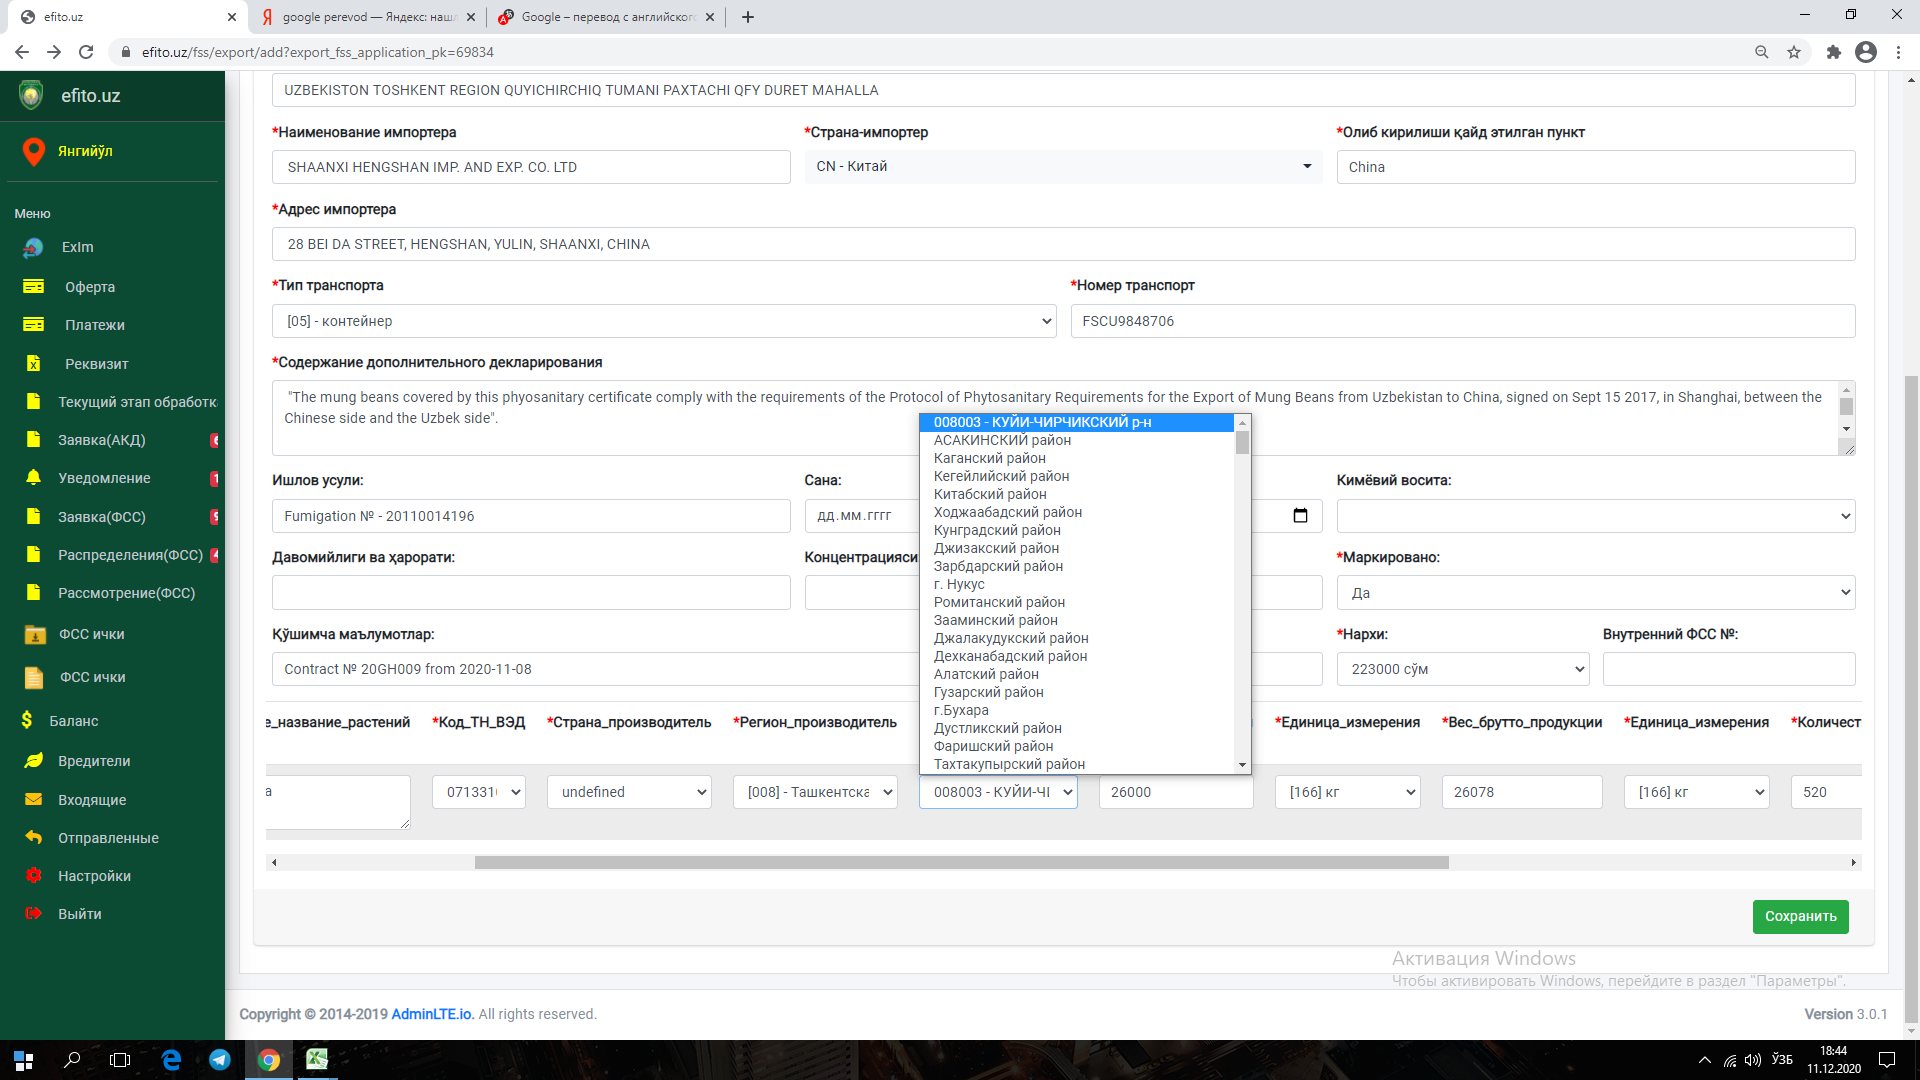 efito.uz
google perevod — Яндекс: наш
Google – перевод с английског
efito.uz/fss/export/add?export_fss_application_pk=69834
efito.uz
Янгийўл
Меню
ExIm
Оферта
Платежи
Реквизит
Текущий этап обработк
Заявка(АКД)
Уведомление
Заявка(ФСС)
Распределения(ФСС)
Рассмотрение(ФСС)
ФСС ички
ФСС ички
Баланс
Вредители
Входящие
Отправленные
Настройки
Выйти
UZBEKISTON TOSHKENT REGION QUYICHIRCHIQ TUMANI PAXTACHI QFY DURET MAHALLA
*Наименование импортера *Страна-импортер *Олиб кирилиши қайд этилган пункт
SHAANXI HENGSHAN IMP. AND EXP. CO. LTD CN - Китай China
*Адрес импортера
28 BEI DA STREET, HENGSHAN, YULIN, SHAANXI, CHINA
*Тип транспорта *Номер транспорт
[05] - контейнер FSCU9848706
*Содержание дополнительного декларирования
"The mung beans covered by this phyosanitary certificate comply with the requirements of the Protocol of Phytosanitary Requirements for the Export of Mung Beans from Uzbekistan to China, signed on Sept 15 2017, in Shanghai, between the
Chinese side and the Uzbek side".
Ишлов усули: Сана: Кимёвий восита:
Fumigation № - 20110014196 дд.мм.гггг
Давомийлиги ва ҳарорати: Концентрацияси *Маркировано:
Да
Қўшимча маълумотлар: *Нархи: Внутренний ФСС №:
Contract № 20GH009 from 2020-11-08 223000 сўм
008003 - КУЙИ-ЧИРЧИКСКИЙ р-н
АСАКИНСКИЙ район
Каганский район
Кегейлийский район
Китабский район
Ходжаабадский район
Кунградский район
Джизакский район
Зарбдарский район
г. Нукус
Ромитанский район
Зааминский район
Джалакудукский район
Дехканабадский район
Алатский район
Гузарский район
г.Бухара
Дустликский район
Фаришский район
Тахтакупырский район
е_название_растений *Код_ТН_ВЭД *Страна_производитель *Регион_производитель *Единица_измерения *Вес_брутто_продукции *Единица_измерения *Количест
а 071331 undefined [008] - Ташкентска 008003 - КУЙИ-ЧІ 26000 [166] кг 26078 [166] кг 520
Сохранить
Активация Windows
Чтобы активировать Windows, перейдите в раздел "Параметры".
Copyright © 2014-2019 AdminLTE.io. All rights reserved. Version 3.0.1
ЎЗБ
18:44
11.12.2020